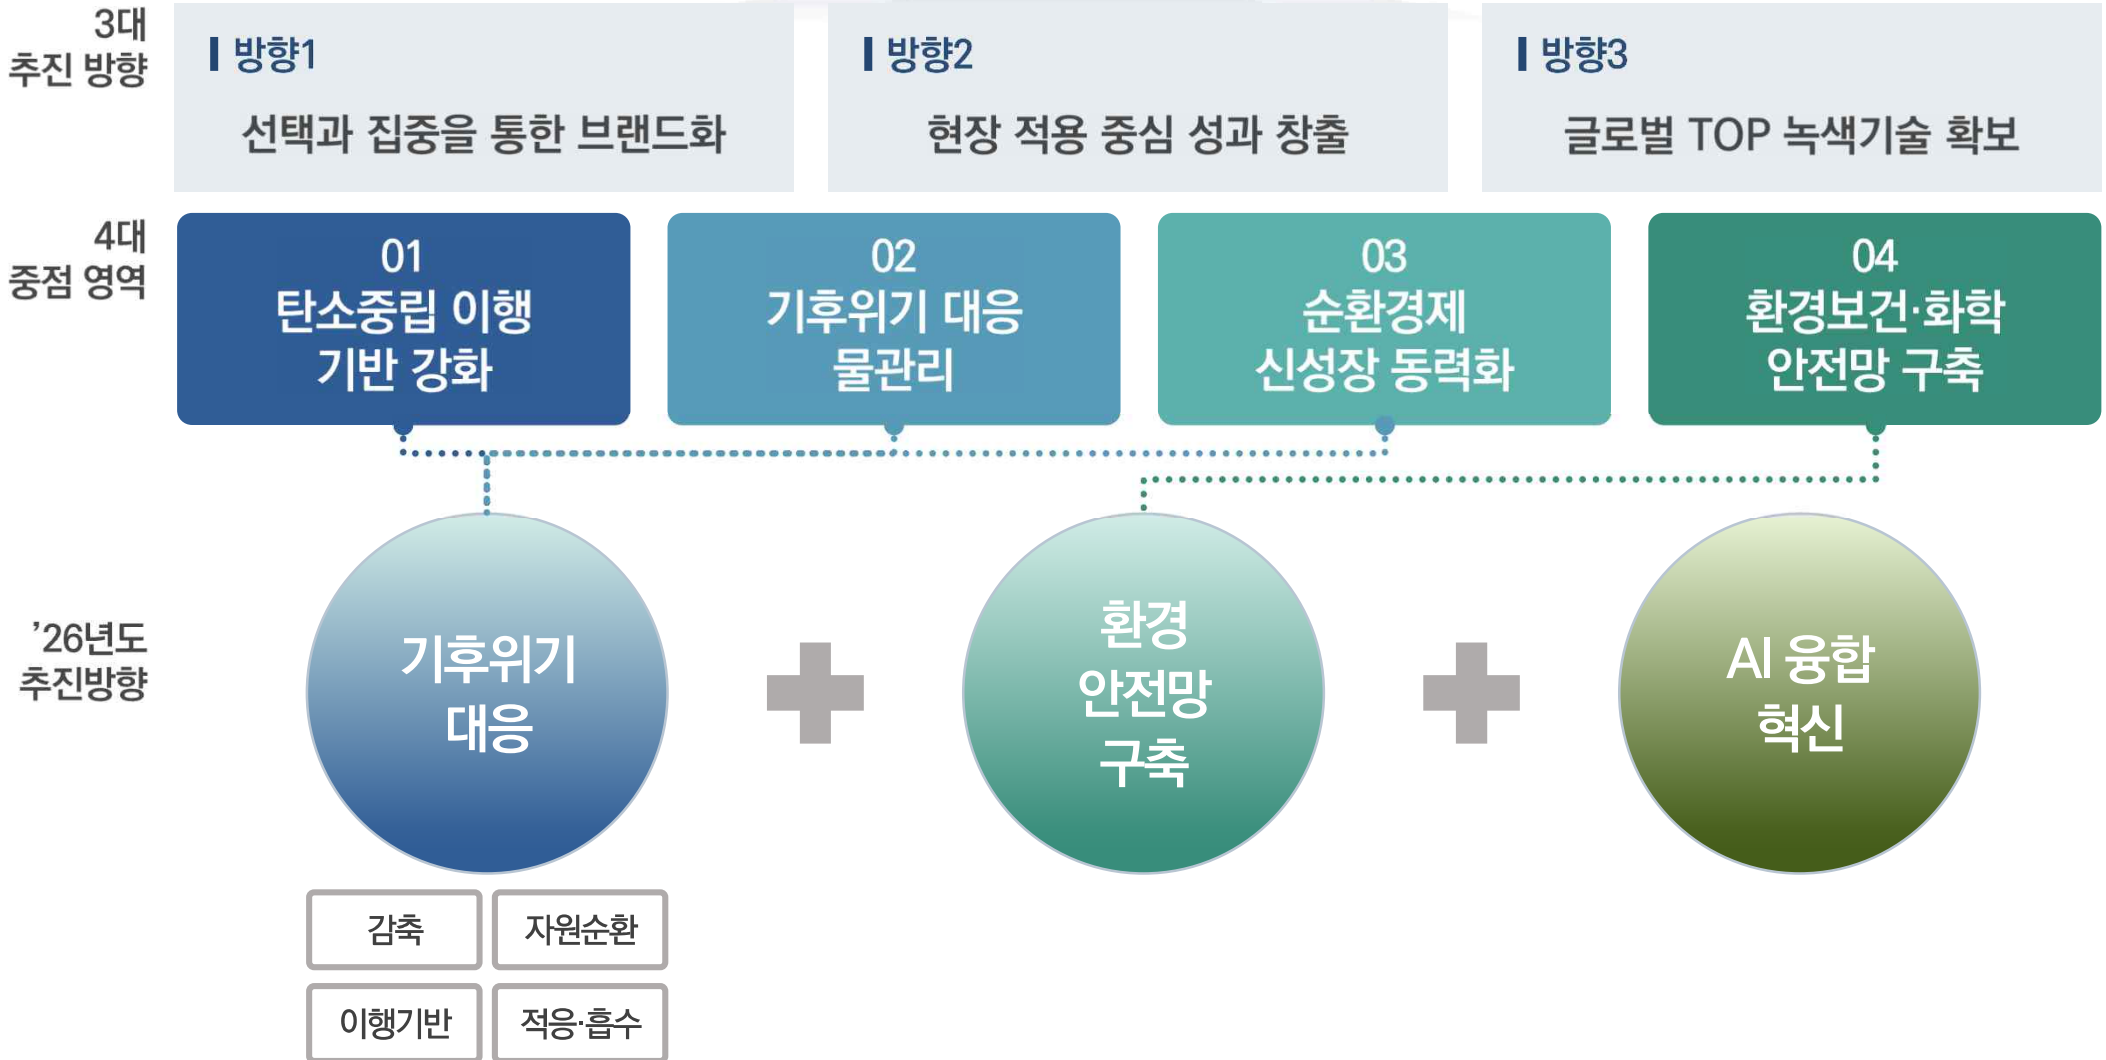 3대
추진 방향
방향1
선택과 집중을 통한 브랜드화
방향2
현장 적용 중심 성과 창출
방향3
글로벌 TOP 녹색기술 확보
4대
중점 영역
01
탄소중립 이행
기반 강화
02
기후위기 대응
물관리
03
순환경제
신성장 동력화
04
환경보건·화학
안전망 구축
’26년도
추진방향
기후위기
대응
환경
안전망
구축
AI 융합
혁신
감축
자원순환
이행기반
적응·흡수